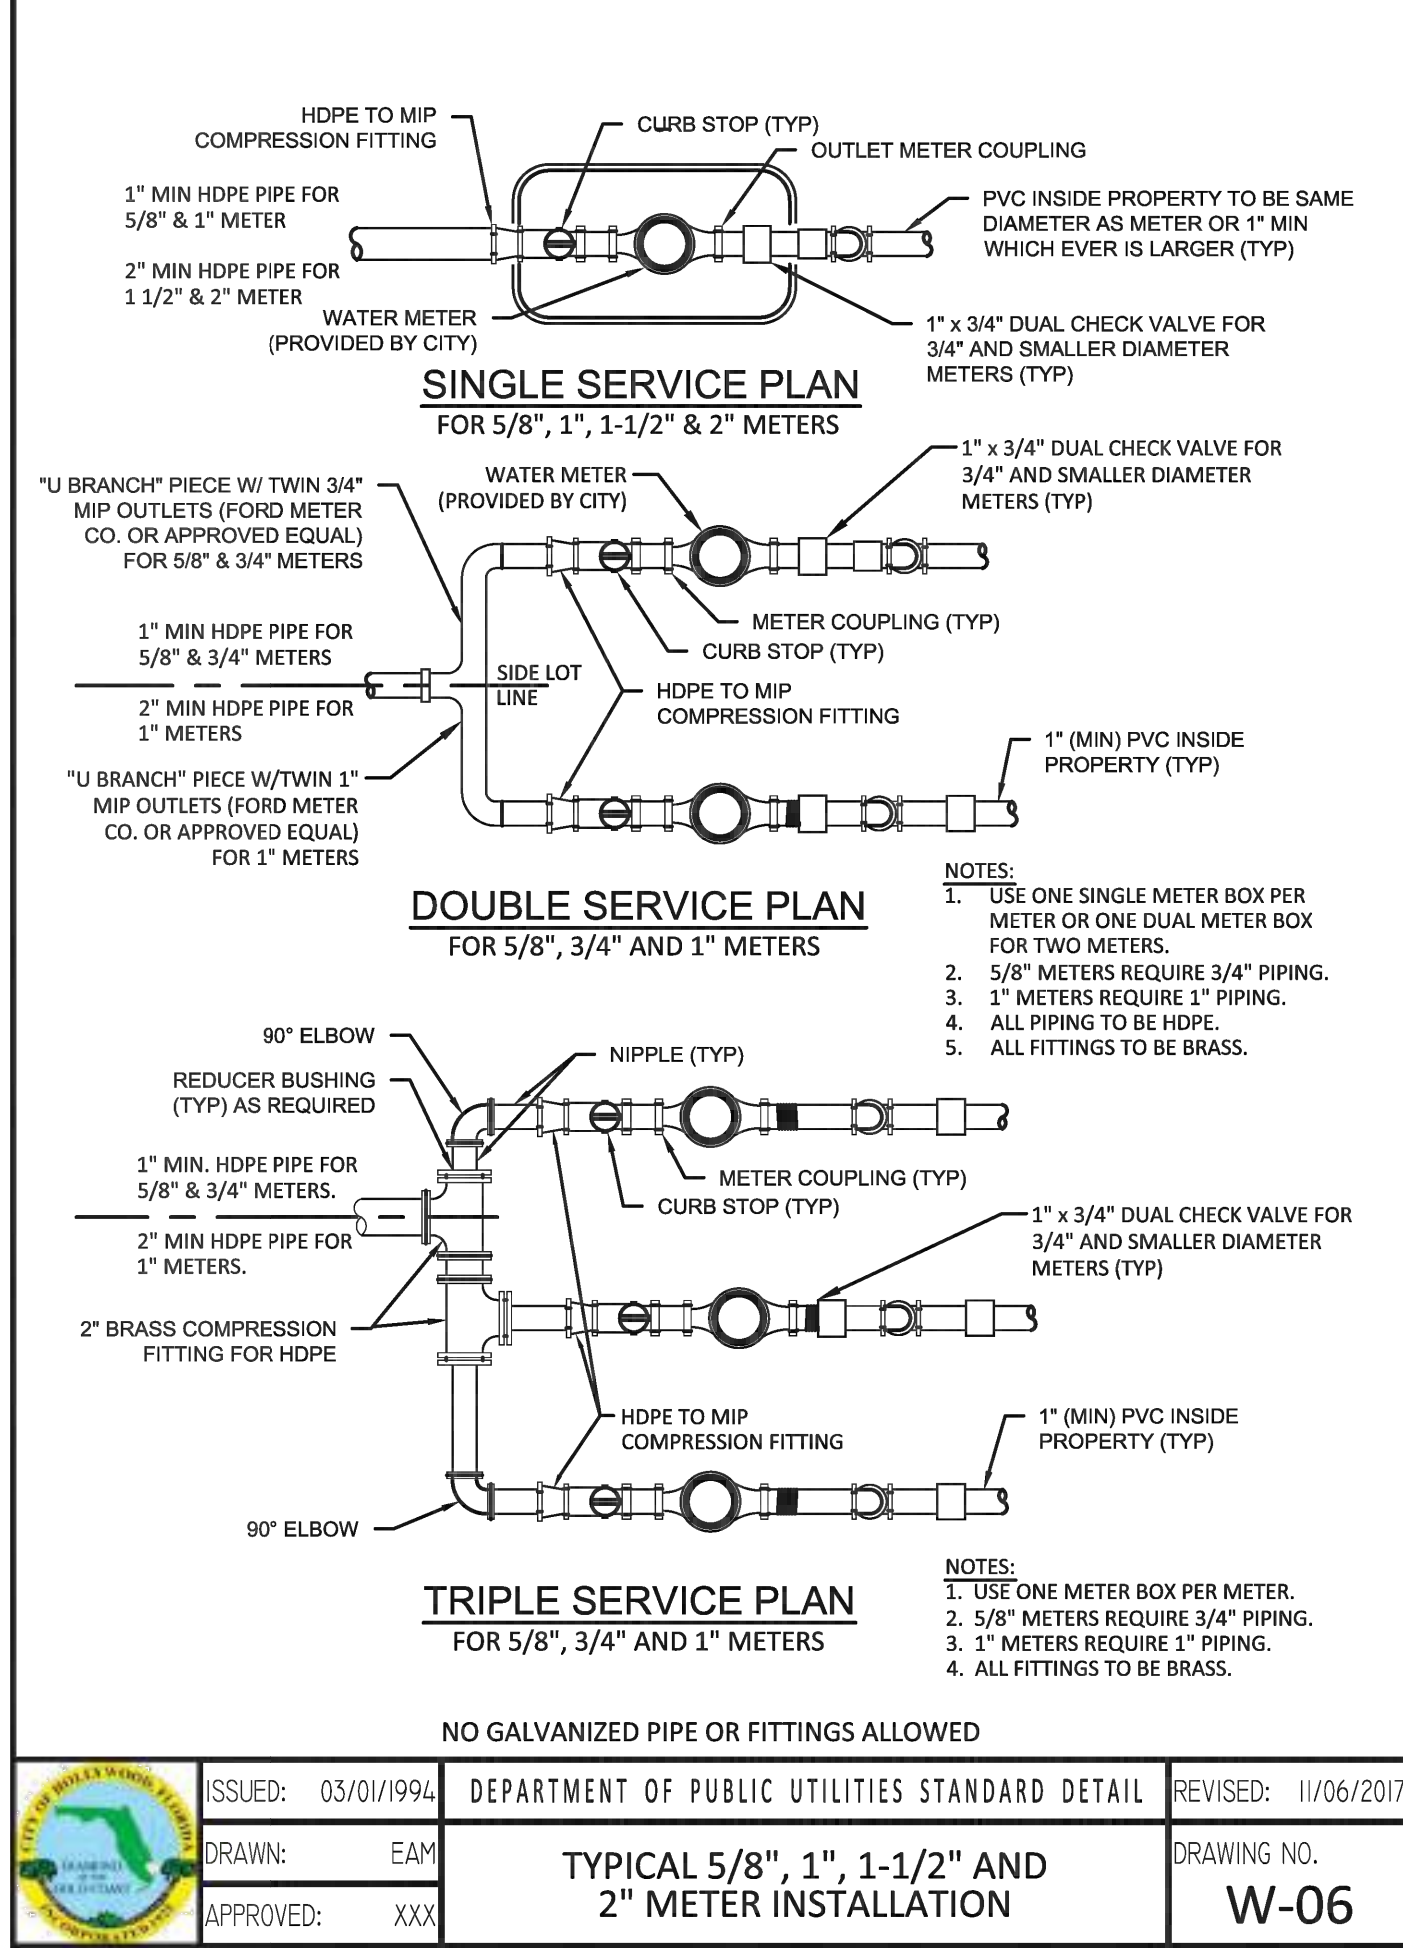 HDPE TO MIP
COMPRESSION FITTING
CURB STOP (TYP)
OUTLET METER COUPLING
1" MIN HDPE PIPE FOR
5/8" & 1" METER
PVC INSIDE PROPERTY TO BE SAME
DIAMETER AS METER OR 1" MIN
WHICH EVER IS LARGER (TYP)
2" MIN HDPE PIPE FOR
1 1/2" & 2" METER
WATER METER
(PROVIDED BY CITY)
1" x 3/4" DUAL CHECK VALVE FOR
3/4" AND SMALLER DIAMETER
METERS (TYP)
SINGLE SERVICE PLAN
FOR 5/8", 1", 1-1/2" & 2" METERS
"U BRANCH" PIECE W/ TWIN 3/4"
MIP OUTLETS (FORD METER
CO. OR APPROVED EQUAL)
FOR 5/8" & 3/4" METERS
WATER METER
(PROVIDED BY CITY)
1" x 3/4" DUAL CHECK VALVE FOR
3/4" AND SMALLER DIAMETER
METERS (TYP)
METER COUPLING (TYP)
CURB STOP (TYP)
1" MIN HDPE PIPE FOR
5/8" & 3/4" METERS
SIDE LOT
LINE
HDPE TO MIP
COMPRESSION FITTING
2" MIN HDPE PIPE FOR
1" METERS
"U BRANCH" PIECE W/TWIN 1"
MIP OUTLETS (FORD METER
CO. OR APPROVED EQUAL)
FOR 1" METERS
1" (MIN) PVC INSIDE
PROPERTY (TYP)
DOUBLE SERVICE PLAN
FOR 5/8", 3/4" AND 1" METERS
NOTES:
1. USE ONE SINGLE METER BOX PER
METER OR ONE DUAL METER BOX
FOR TWO METERS.
2. 5/8" METERS REQUIRE 3/4" PIPING.
3. 1" METERS REQUIRE 1" PIPING.
4. ALL PIPING TO BE HDPE.
5. ALL FITTINGS TO BE BRASS.
90° ELBOW
NIPPLE (TYP)
REDUCER BUSHING
(TYP) AS REQUIRED
1" MIN. HDPE PIPE FOR
5/8" & 3/4" METERS.
METER COUPLING (TYP)
CURB STOP (TYP)
2" MIN HDPE PIPE FOR
1" METERS.
1" x 3/4" DUAL CHECK VALVE FOR
3/4" AND SMALLER DIAMETER
METERS (TYP)
2" BRASS COMPRESSION
FITTING FOR HDPE
HDPE TO MIP
COMPRESSION FITTING
1" (MIN) PVC INSIDE
PROPERTY (TYP)
90° ELBOW
TRIPLE SERVICE PLAN
FOR 5/8", 3/4" AND 1" METERS
NOTES:
1. USE ONE METER BOX PER METER.
2. 5/8" METERS REQUIRE 3/4" PIPING.
3. 1" METERS REQUIRE 1" PIPING.
4. ALL FITTINGS TO BE BRASS.
NO GALVANIZED PIPE OR FITTINGS ALLOWED
CITY OF HOLLYWOOD, FLORIDA
DIAMOND
OF THE
GOLD COAST
ISSUED: 03/01/1994
DRAWN: EAM
APPROVED: XXX
DEPARTMENT OF PUBLIC UTILITIES STANDARD DETAIL
TYPICAL 5/8", 1", 1-1/2" AND
2" METER INSTALLATION
REVISED: 11/06/2017
DRAWING NO.
W-06